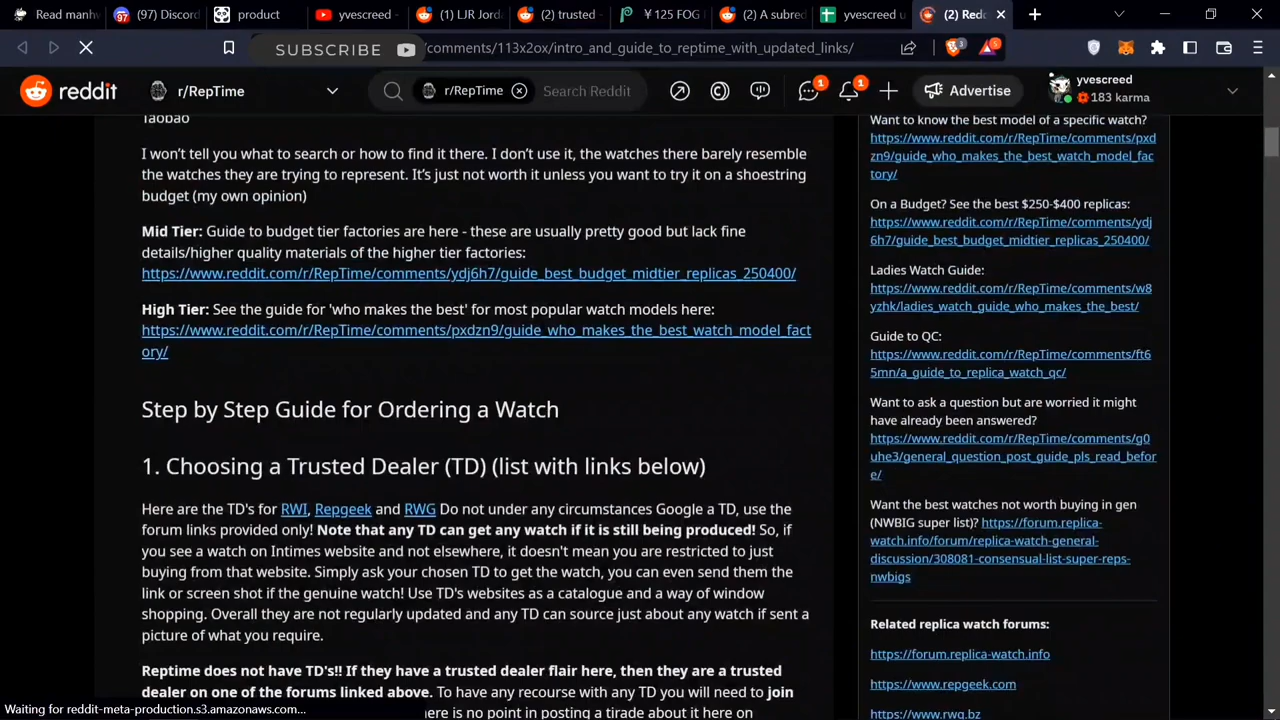 Read manhw
(97) Discord
product
yvescreed -
(1) LJR Jord
(2) trusted -
¥125 FOG
(2) A subred
yvescreed u
(2) Redd
SUBSCRIBE
/comments/113x2ox/intro_and_guide_to_reptime_with_updated_links/
reddit
r/RepTime
r/RepTime
Search Reddit
1
1
Advertise
yvescreed
183 karma
Taobao
I won't tell you what to search or how to find it there. I don't use it, the watches there barely resemble
the watches they are trying to represent. It's just not worth it unless you want to try it on a shoestring
budget (my own opinion)
Mid Tier: Guide to budget tier factories are here - these are usually pretty good but lack fine
details/higher quality materials of the higher tier factories:
https://www.reddit.com/r/RepTime/comments/ydj6h7/guide_best_budget_midtier_replicas_250400/
High Tier: See the guide for 'who makes the best' for most popular watch models here:
https://www.reddit.com/r/RepTime/comments/pxdzn9/guide_who_makes_the_best_watch_model_fact
ory/
Step by Step Guide for Ordering a Watch
1. Choosing a Trusted Dealer (TD) (list with links below)
Here are the TD's for RWI, Repgeek and RWG Do not under any circumstances Google a TD, use the
forum links provided only! Note that any TD can get any watch if it is still being produced! So, if
you see a watch on Intimes website and not elsewhere, it doesn't mean you are restricted to just
buying from that website. Simply ask your chosen TD to get the watch, you can even send them the
link or screen shot if the genuine watch! Use TD's websites as a catalogue and a way of window
shopping. Overall they are not regularly updated and any TD can source just about any watch if sent a
picture of what you require.
Reptime does not have TD's!! If they have a trusted dealer flair here, then they are a trusted
dealer on one of the forums linked above. To have any recourse with any TD you will need to join
here is no point in posting a tirade about it here on
Want to know the best model of a specific watch?
https://www.reddit.com/r/RepTime/comments/pxd
zn9/guide_who_makes_the_best_watch_model_fac
tory/
On a Budget? See the best $250-$400 replicas:
https://www.reddit.com/r/RepTime/comments/ydj
6h7/guide_best_budget_midtier_replicas_250400/
Ladies Watch Guide:
https://www.reddit.com/r/RepTime/comments/w8
yzhk/ladies_watch_guide_who_makes_the_best/
Guide to QC:
https://www.reddit.com/r/RepTime/comments/ft6
5mn/a_guide_to_replica_watch_qc/
Want to ask a question but are worried it might
have already been answered?
https://www.reddit.com/r/RepTime/comments/g0
uhe3/general_question_post_guide_pls_read_befor
e/
Want the best watches not worth buying in gen
(NWBIG super list)? https://forum.replica-
watch.info/forum/replica-watch-general-
discussion/308081-consensual-list-super-reps-
nwbigs
Related replica watch forums:
https://forum.replica-watch.info
https://www.repgeek.com
https://www.rwg.bz
Waiting for reddit-meta-production.s3.amazonaws.com...